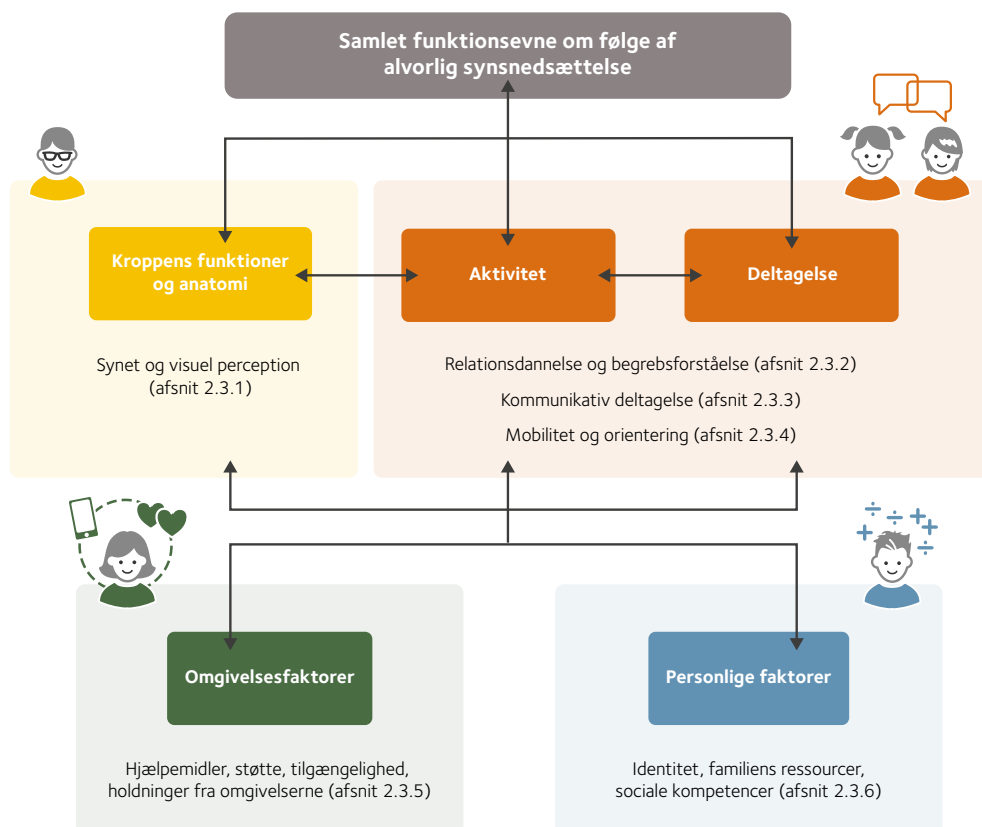 Samlet funktionsevne om følge af
alvorlig synsnedsættelse
Kroppens funktioner
og anatomi
Aktivitet
Deltagelse
Synet og visuel perception
(afsnit 2.3.1)
Relationsdannelse og begrebsforståelse (afsnit 2.3.2)
Kommunikativ deltagelse (afsnit 2.3.3)
Mobilitet og orientering (afsnit 2.3.4)
Omgivelsesfaktorer
Personlige faktorer
Hjælpemidler, støtte, tilgængelighed,
holdninger fra omgivelserne (afsnit 2.3.5)
Identitet, familiens ressourcer,
sociale kompetencer (afsnit 2.3.6)